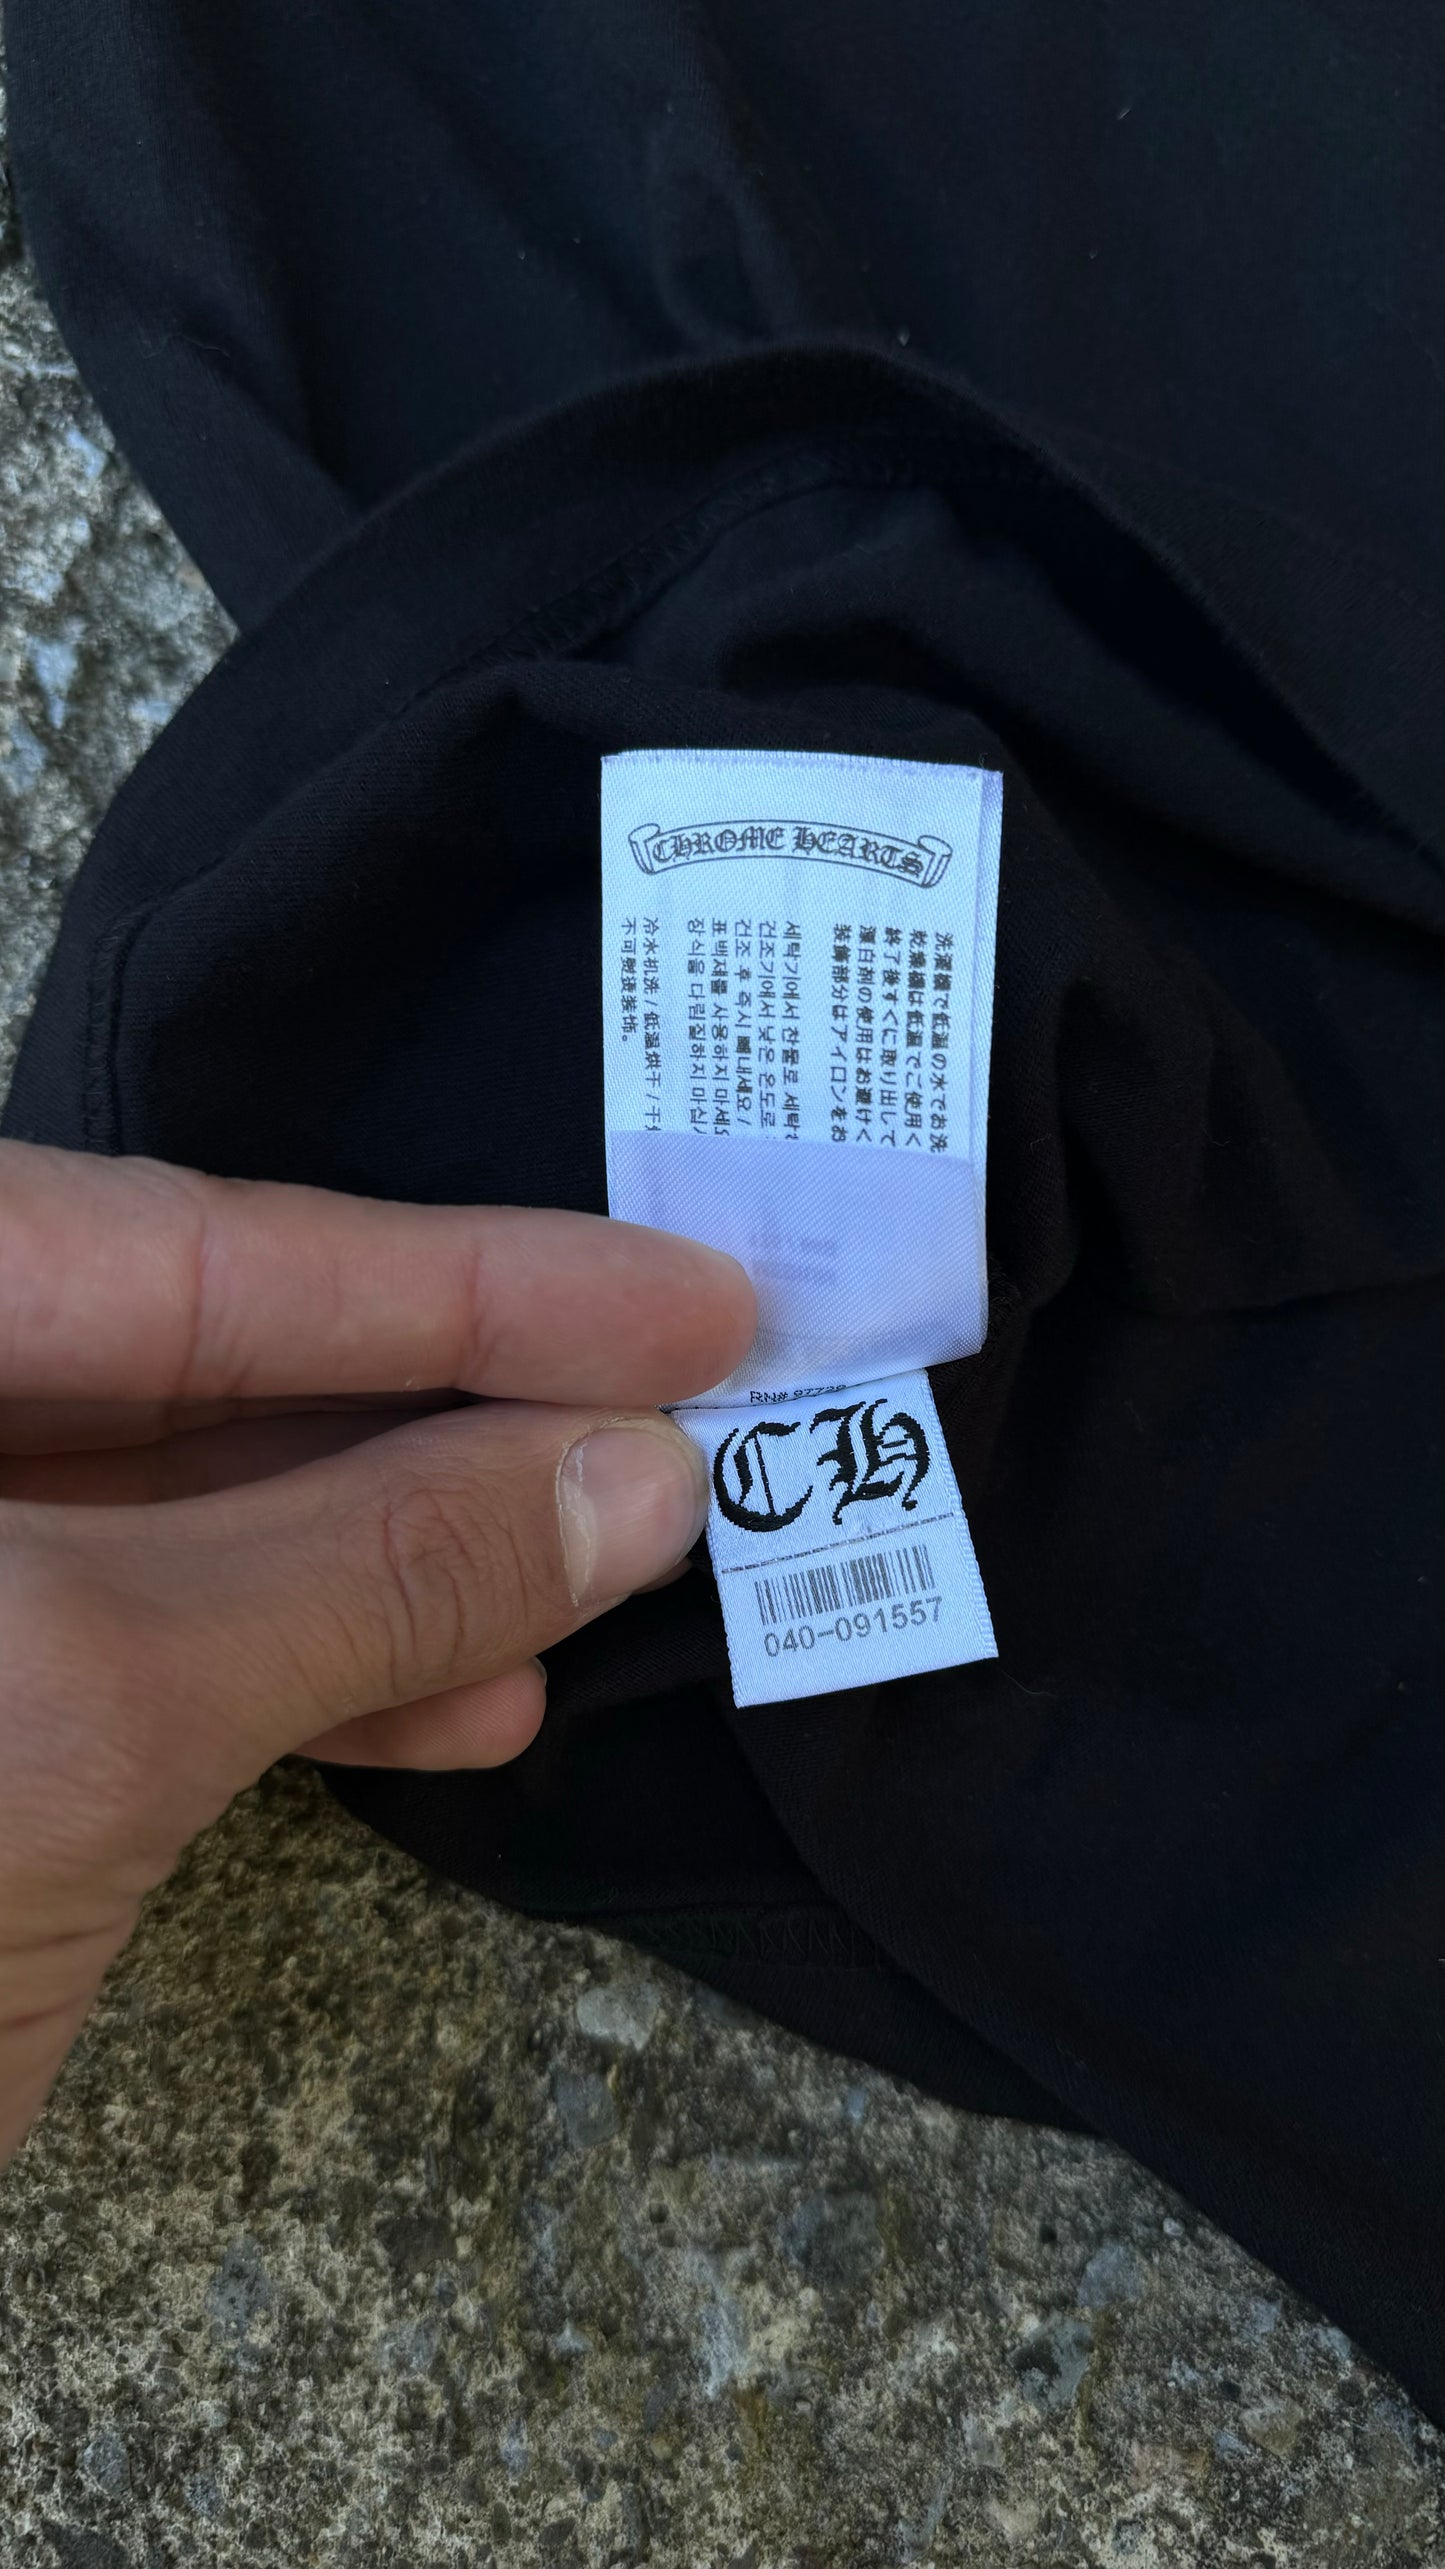 CHROME HEARTS
洗濯機で低温の水でお洗
乾燥機は低温でご使用く
終了後すぐに取り出して
漂白剤の使用はお避けく
装飾部分はアイロンをお
세탁기에서 찬물로 세탁
건조기에서 낮은 온도로
건조 후 즉시 빼내세요 /
표백제를 사용하지 마세요
장식을 다림질하지 마십시
冷水机洗 / 低温烘干 / 干
不可熨烫装饰。
RN# 97729
CH
040-091557